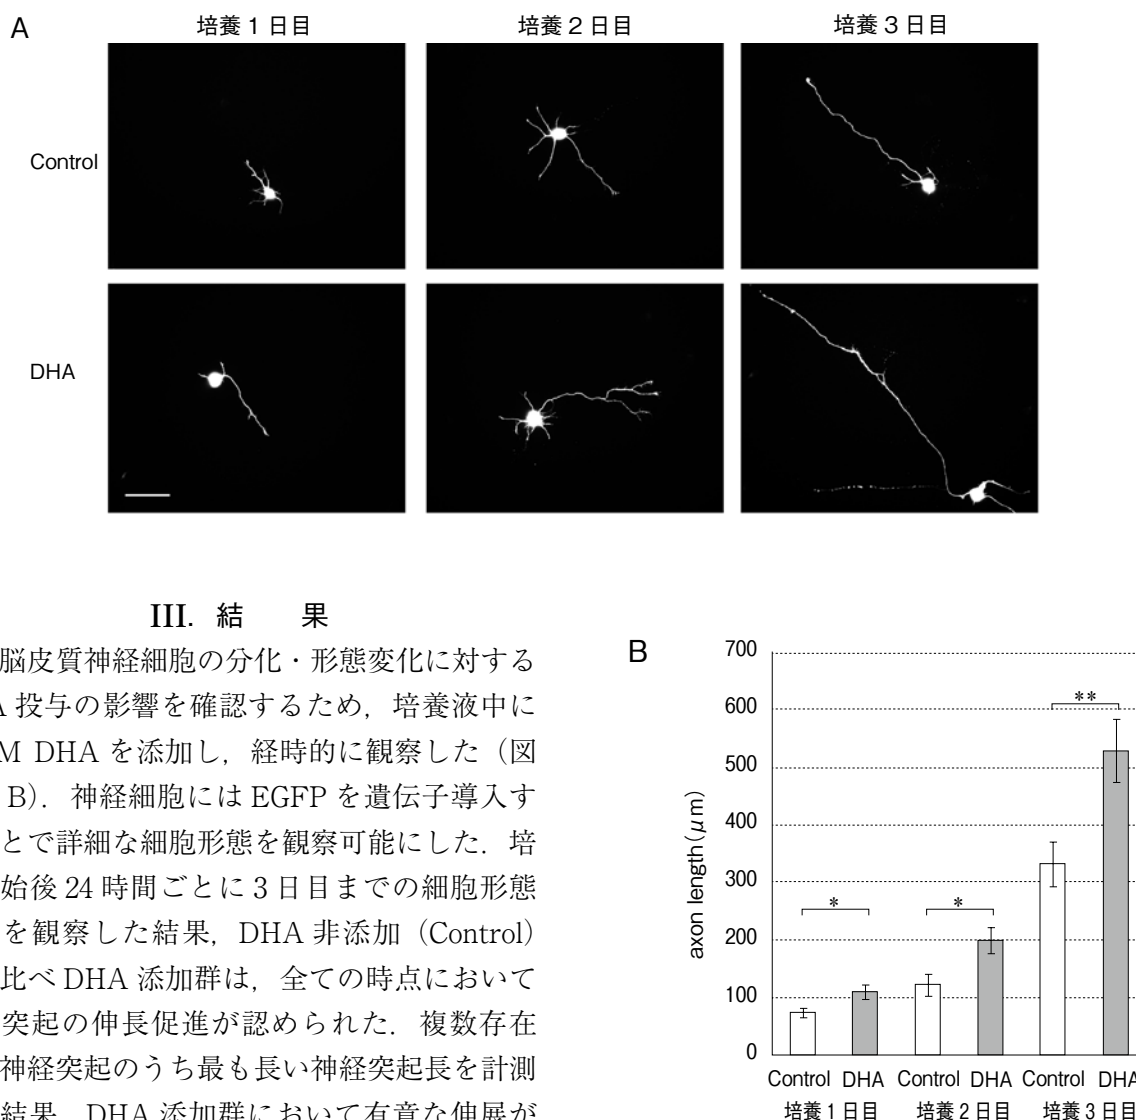 A
培養 1 日目
培養 2 日目
培養 3 日目
Control
DHA
III. 結 果
脳皮質神経細胞の分化・形態変化に対する
A 投与の影響を確認するため，培養液中に
M DHA を添加し，経時的に観察した（図
B）．神経細胞には EGFP を遺伝子導入す
とで詳細な細胞形態を観察可能にした．培
始後 24 時間ごとに 3 日目までの細胞形態
を観察した結果，DHA 非添加（Control）
比べ DHA 添加群は，全ての時点において
突起の伸長促進が認められた．複数存在
神経突起のうち最も長い神経突起長を計測
結果，DHA 添加群において有意な伸展が
B
axon length(μm)
700
600
500
400
300
200
100
0
*
*
**
Control DHA Control DHA Control DHA
培養 1 日目 培養 2 日目 培養 3 日目